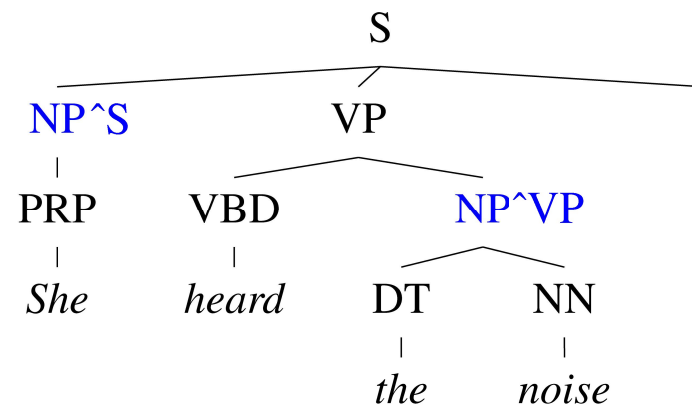 S
NP^S VP
PRP VBD NP^VP
She heard DT NN
the noise